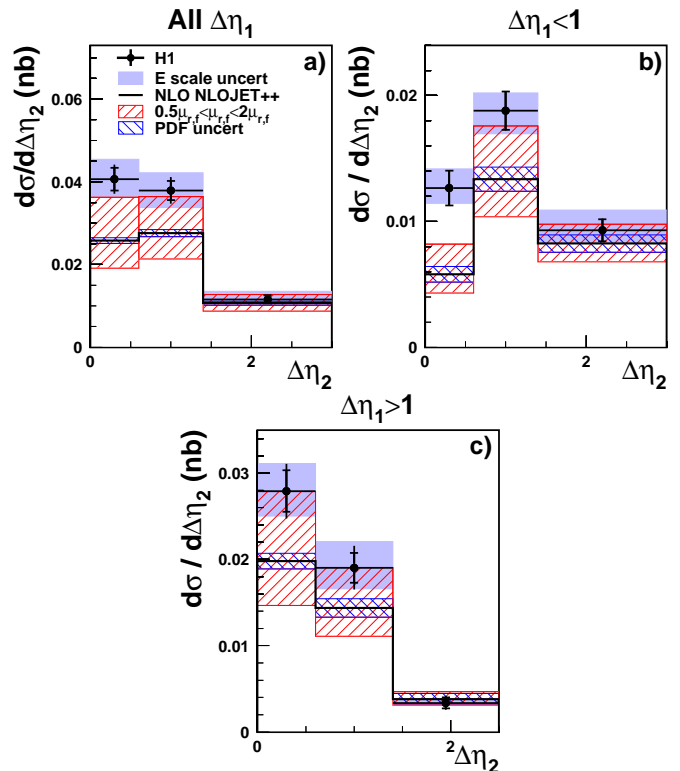 All Δη₁
a)
H1
E scale uncert
NLO NLOJET++
0.5μr,f<μr,f<2μr,f
PDF uncert
dσ/dΔη₂ (nb)
0.06
0.04
0.02
0
0
2
Δη₂
Δη₁<1
b)
dσ / dΔη₂ (nb)
0.02
0.01
0
0
2
Δη₂
Δη₁>1
c)
dσ / dΔη₂ (nb)
0.03
0.02
0.01
0
0
2
Δη₂